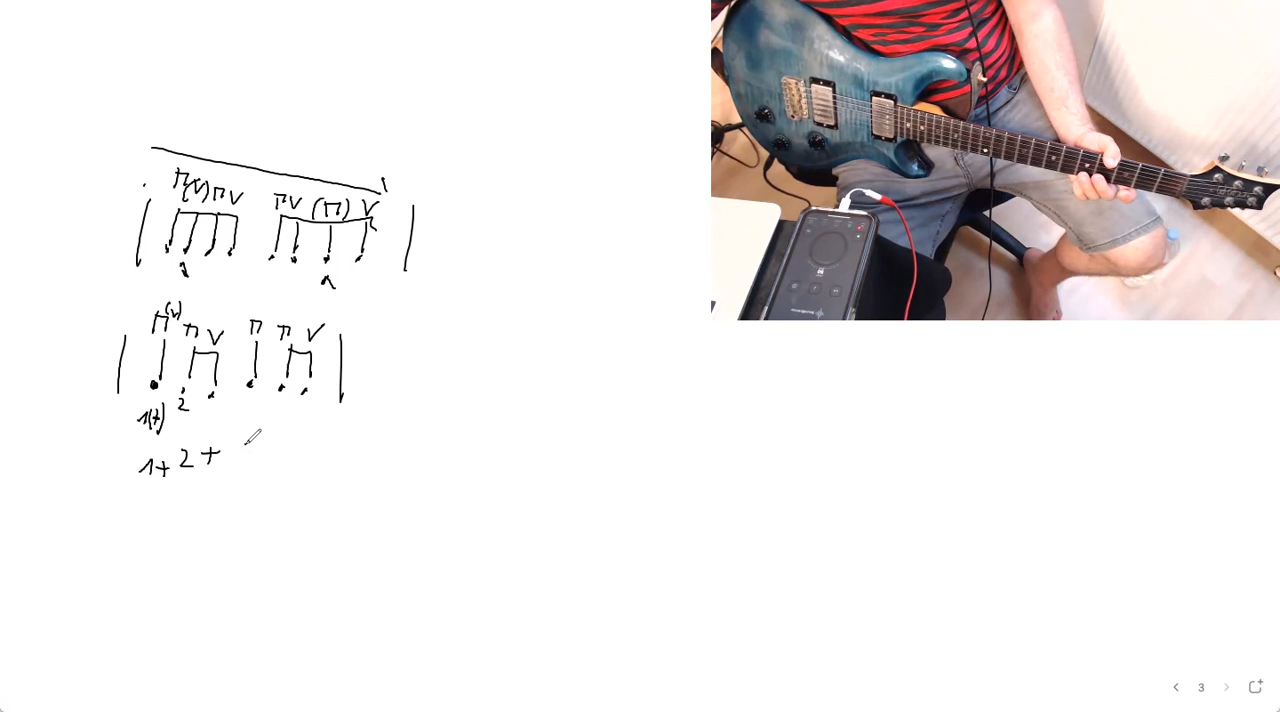 ⊓ (V) ⊓ V ⊓ V (⊓) V
⊓ (V) ⊓ V ⊓ ⊓ V
1(+) 2
1+ 2+
3